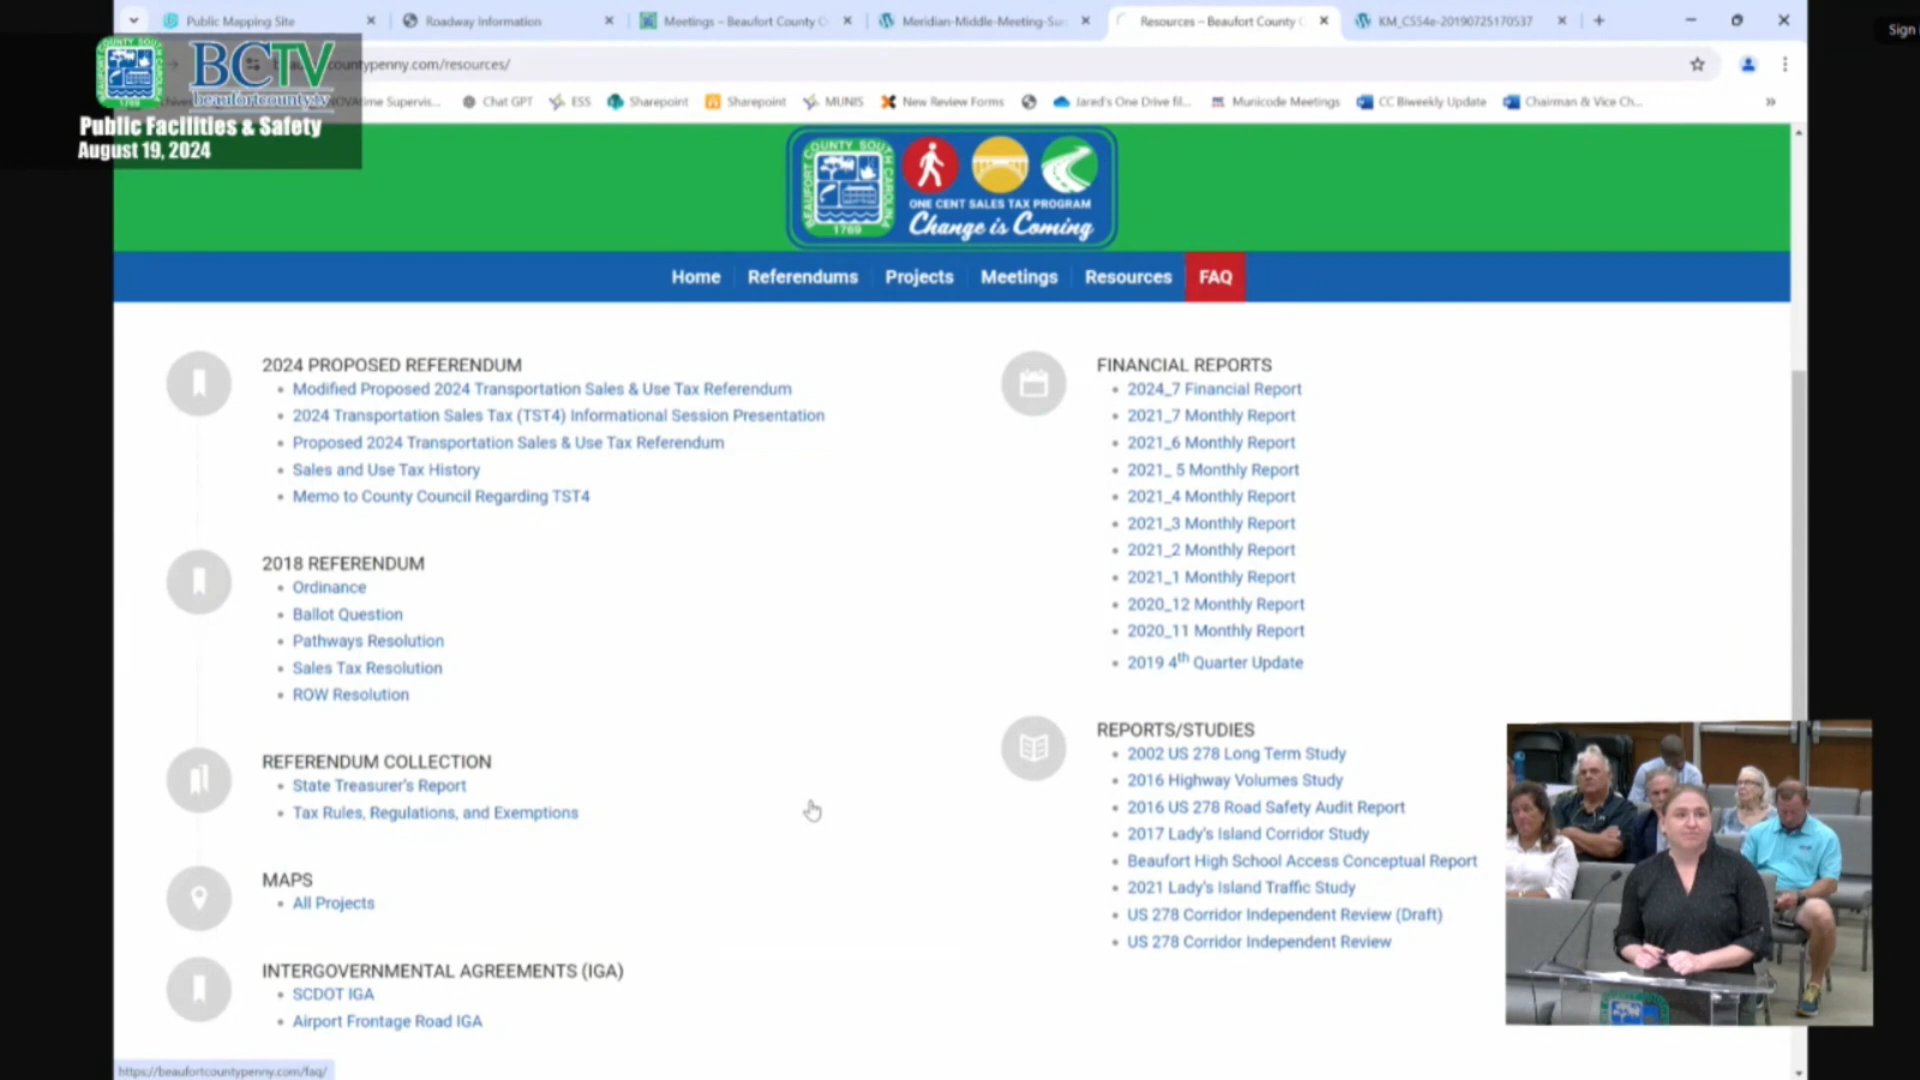 Public Mapping Site
Roadway Information
Meetings – Beaufort County
Meridian-Middle-Meeting-Su
Resources – Beaufort County
KM_C554e-20190725170537
Sign
countypenny.com/resources/
BCTV
beaufortcounty.tv
Supervis...
Chat GPT
ESS
Sharepoint
Sharepoint
MUNIS
New Review Forms
Jared's One Drive fil...
Municode Meetings
CC Biweekly Update
Chairman & Vice Ch...
Public Facilities & Safety
August 19, 2024
BEAUFORT COUNTY SOUTH CAROLINA
1769
ONE CENT SALES TAX PROGRAM
Change is Coming
Home
Referendums
Projects
Meetings
Resources
FAQ
2024 PROPOSED REFERENDUM
Modified Proposed 2024 Transportation Sales & Use Tax Referendum
2024 Transportation Sales Tax (TST4) Informational Session Presentation
Proposed 2024 Transportation Sales & Use Tax Referendum
Sales and Use Tax History
Memo to County Council Regarding TST4
2018 REFERENDUM
Ordinance
Ballot Question
Pathways Resolution
Sales Tax Resolution
ROW Resolution
REFERENDUM COLLECTION
State Treasurer's Report
Tax Rules, Regulations, and Exemptions
MAPS
All Projects
INTERGOVERNMENTAL AGREEMENTS (IGA)
SCDOT IGA
Airport Frontage Road IGA
FINANCIAL REPORTS
2024_7 Financial Report
2021_7 Monthly Report
2021_6 Monthly Report
2021_ 5 Monthly Report
2021_4 Monthly Report
2021_3 Monthly Report
2021_2 Monthly Report
2021_1 Monthly Report
2020_12 Monthly Report
2020_11 Monthly Report
2019 4th Quarter Update
REPORTS/STUDIES
2002 US 278 Long Term Study
2016 Highway Volumes Study
2016 US 278 Road Safety Audit Report
2017 Lady's Island Corridor Study
Beaufort High School Access Conceptual Report
2021 Lady's Island Traffic Study
US 278 Corridor Independent Review (Draft)
US 278 Corridor Independent Review
https://beaufortcountypenny.com/faq/